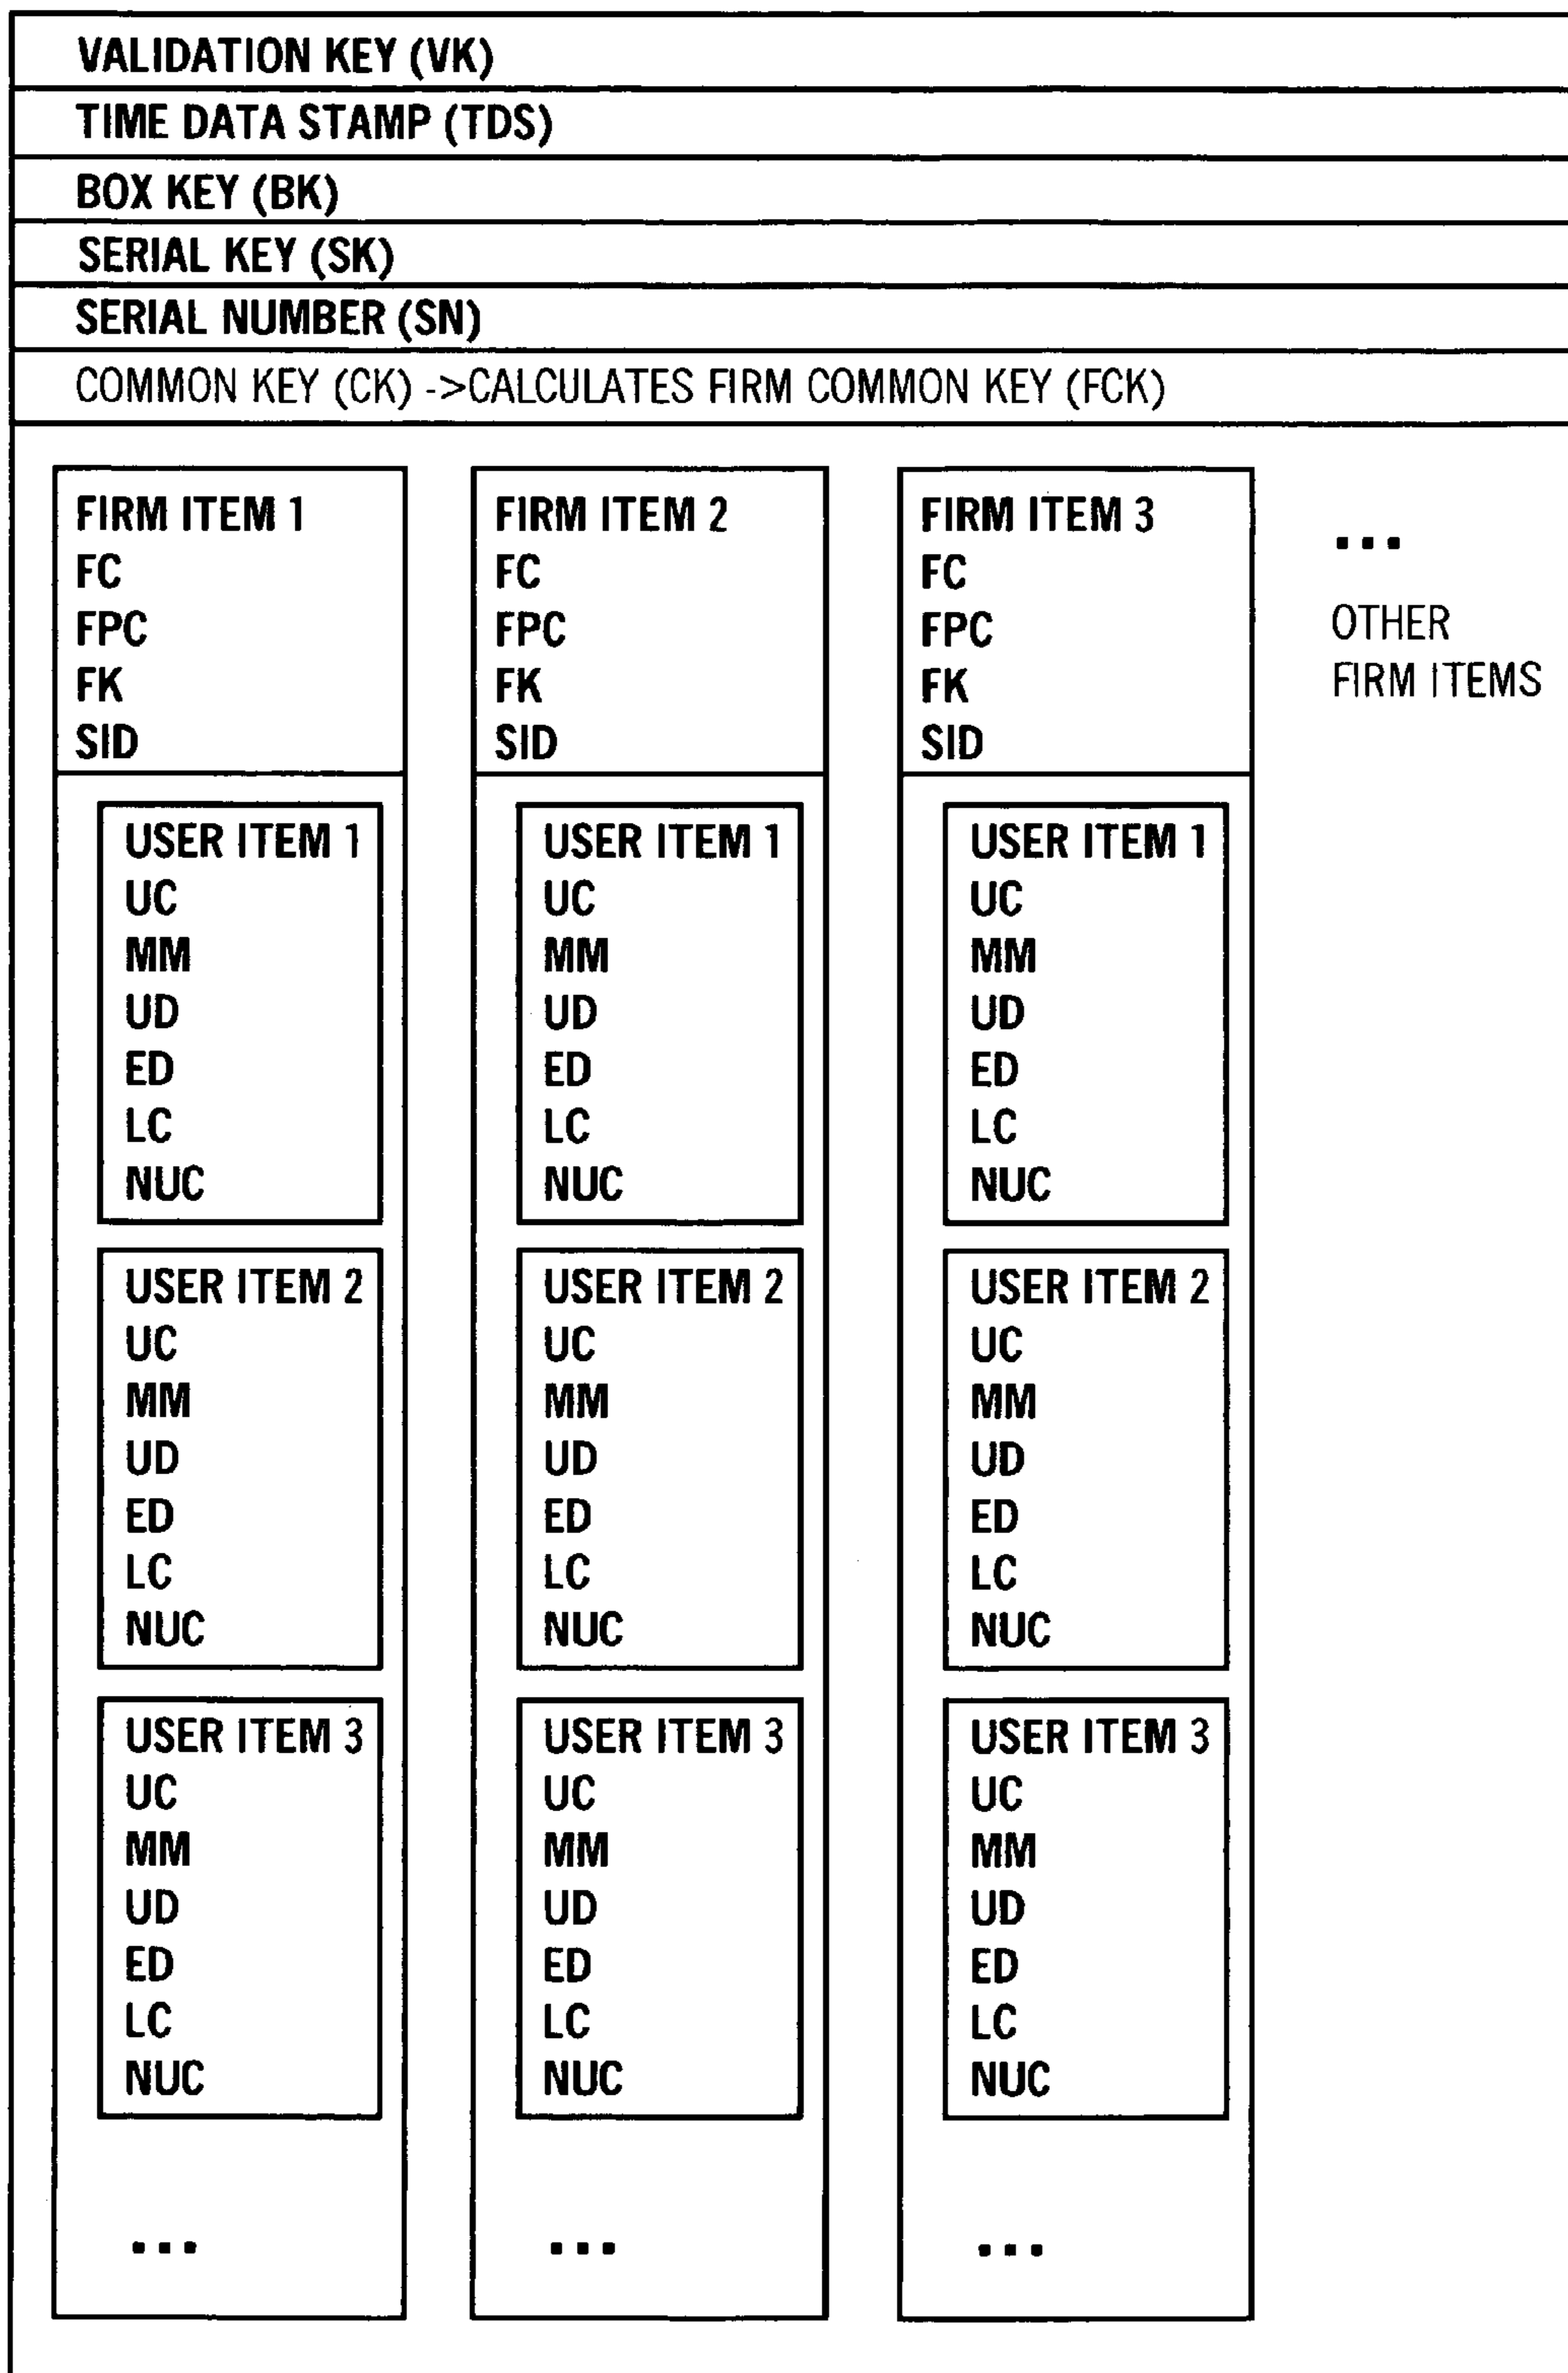 VALIDATION KEY (VK)
TIME DATA STAMP (TDS)
BOX KEY (BK)
SERIAL KEY (SK)
SERIAL NUMBER (SN)
COMMON KEY (CK) ->CALCULATES FIRM COMMON KEY (FCK)
FIRM ITEM 1
FC
FPC
FK
SID
USER ITEM 1
UC
MM
UD
ED
LC
NUC
USER ITEM 2
UC
MM
UD
ED
LC
NUC
USER ITEM 3
UC
MM
UD
ED
LC
NUC
...
FIRM ITEM 2
FC
FPC
FK
SID
USER ITEM 1
UC
MM
UD
ED
LC
NUC
USER ITEM 2
UC
MM
UD
ED
LC
NUC
USER ITEM 3
UC
MM
UD
ED
LC
NUC
...
FIRM ITEM 3
FC
FPC
FK
SID
USER ITEM 1
UC
MM
UD
ED
LC
NUC
USER ITEM 2
UC
MM
UD
ED
LC
NUC
USER ITEM 3
UC
MM
UD
ED
LC
NUC
...
...
OTHER
FIRM ITEMS